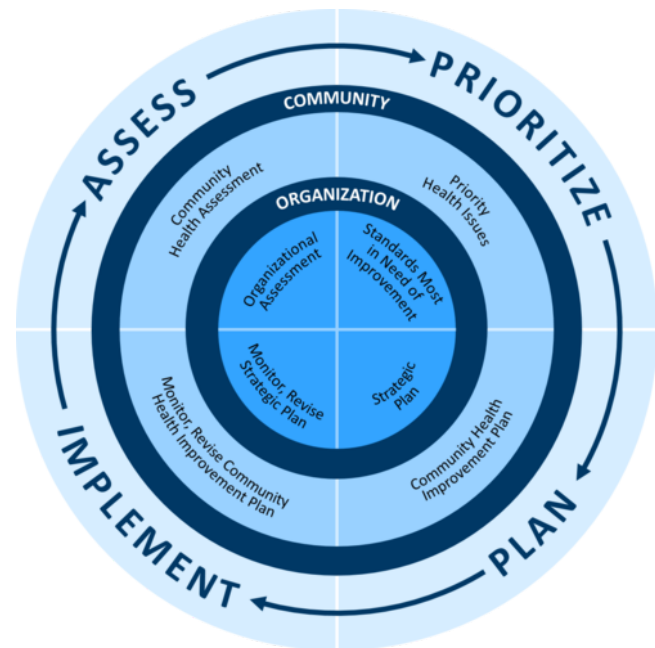 ASSESS
PRIORITIZE
PLAN
IMPLEMENT
COMMUNITY
Community
Health Assessment
Priority
Health Issues
Community Health
Improvement Plan
Monitor, Revise Community
Health Improvement Plan
ORGANIZATION
Organizational
Assessment
Standards Most
in Need of
Improvement
Strategic
Plan
Monitor, Revise
Strategic Plan